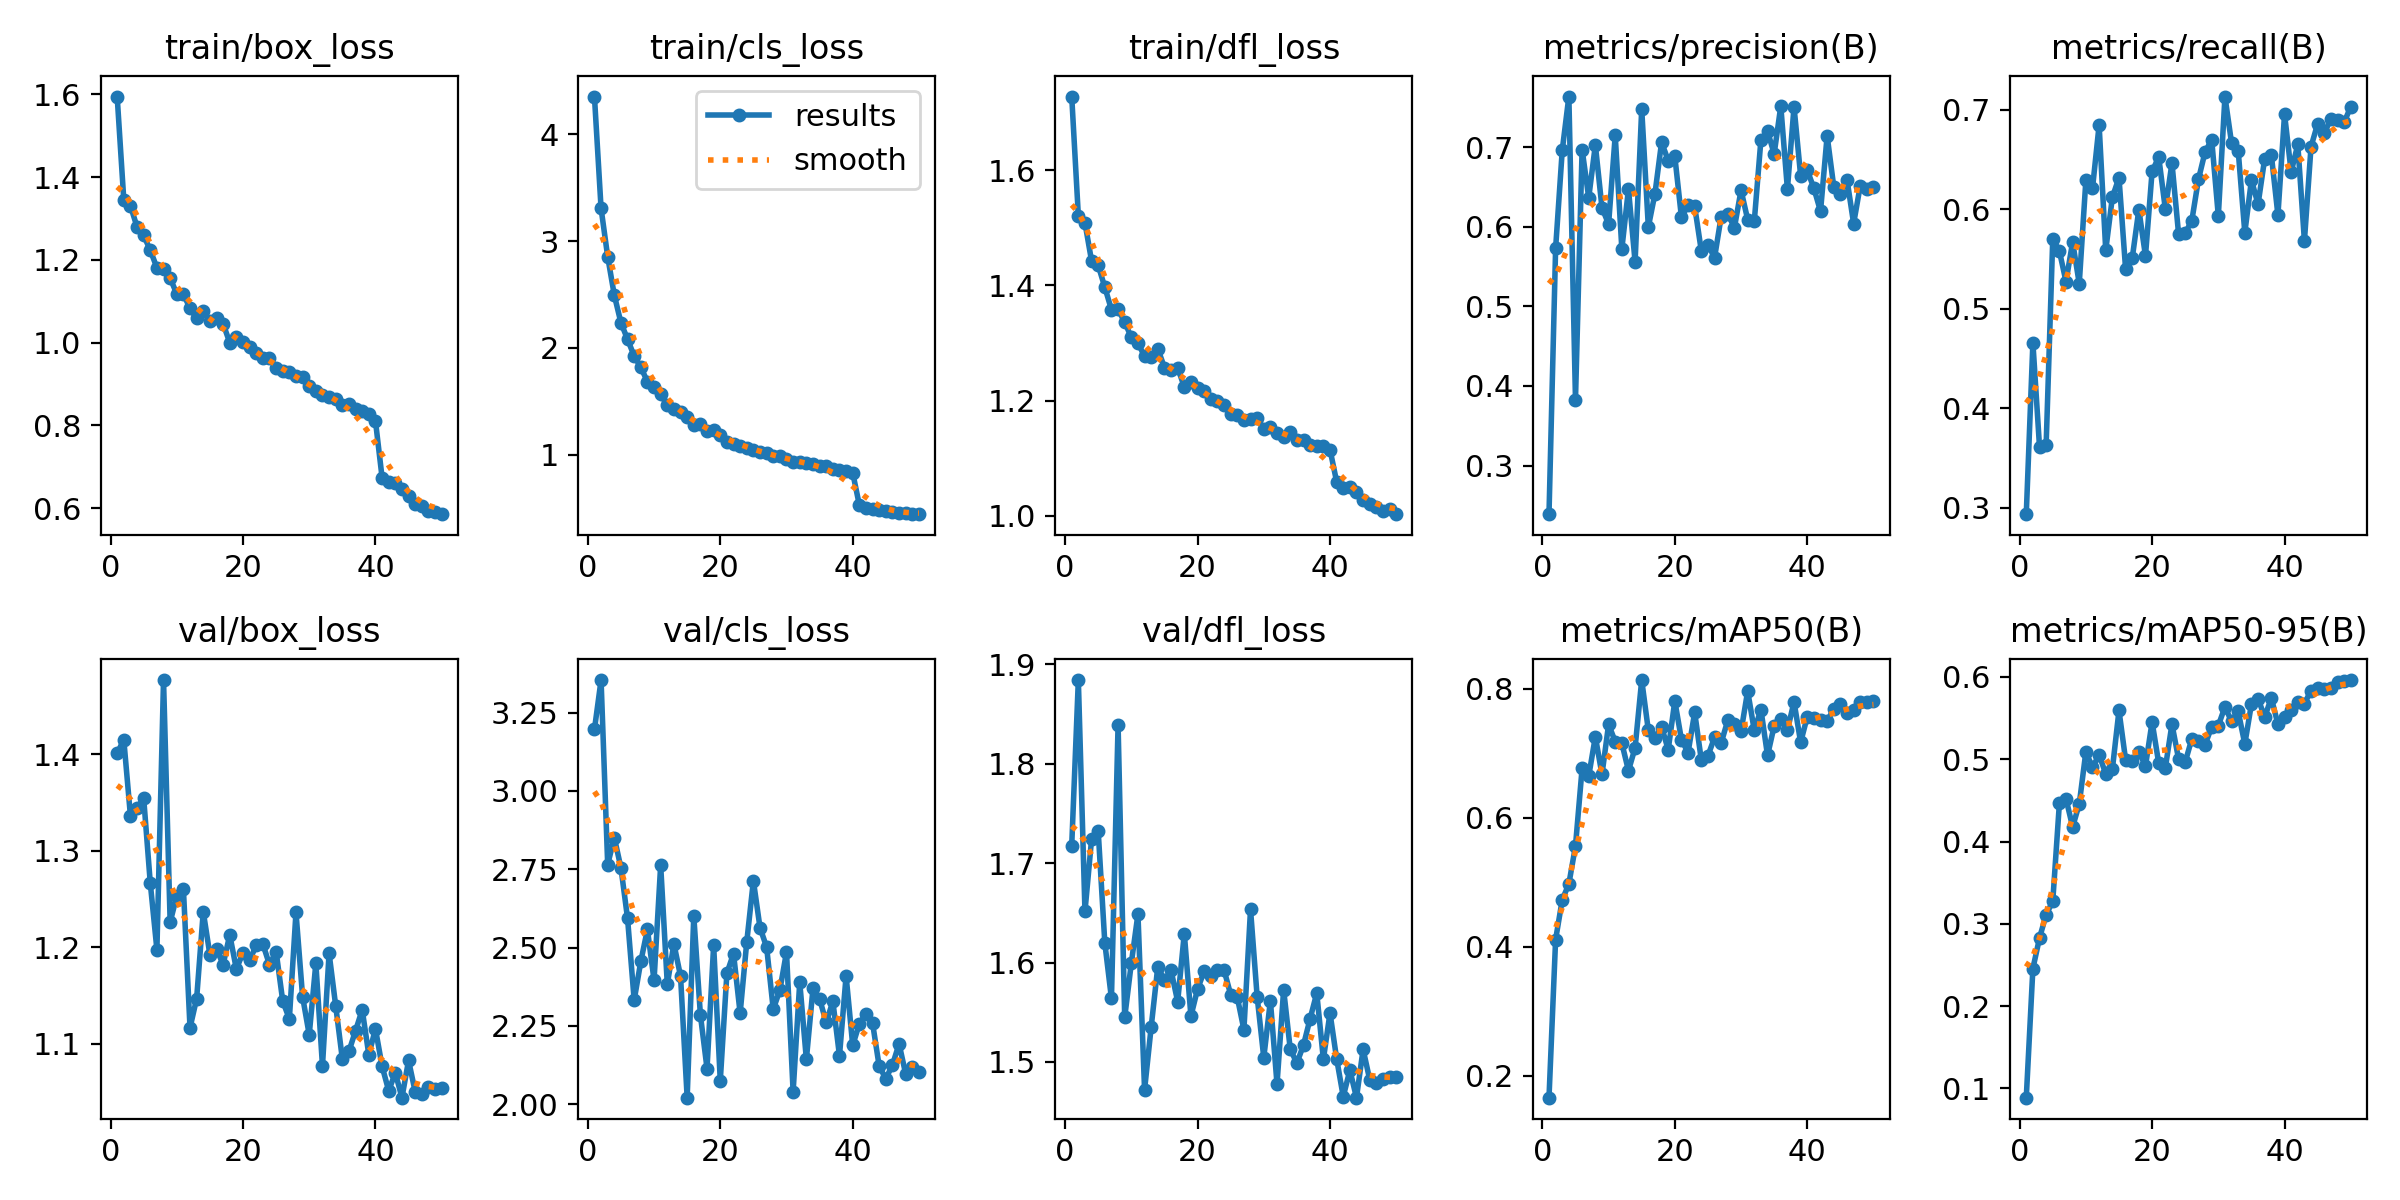 train/box_loss
1.6
1.4
1.2
1.0
0.8
0.6
0 20 40
train/cls_loss
results
smooth
4
3
2
1
0 20 40
train/dfl_loss
1.6
1.4
1.2
1.0
0 20 40
metrics/precision(B)
0.7
0.6
0.5
0.4
0.3
0 20 40
metrics/recall(B)
0.7
0.6
0.5
0.4
0.3
0 20 40
val/box_loss
1.4
1.3
1.2
1.1
0 20 40
val/cls_loss
3.25
3.00
2.75
2.50
2.25
2.00
0 20 40
val/dfl_loss
1.9
1.8
1.7
1.6
1.5
0 20 40
metrics/mAP50(B)
0.8
0.6
0.4
0.2
0 20 40
metrics/mAP50-95(B)
0.6
0.5
0.4
0.3
0.2
0.1
0 20 40